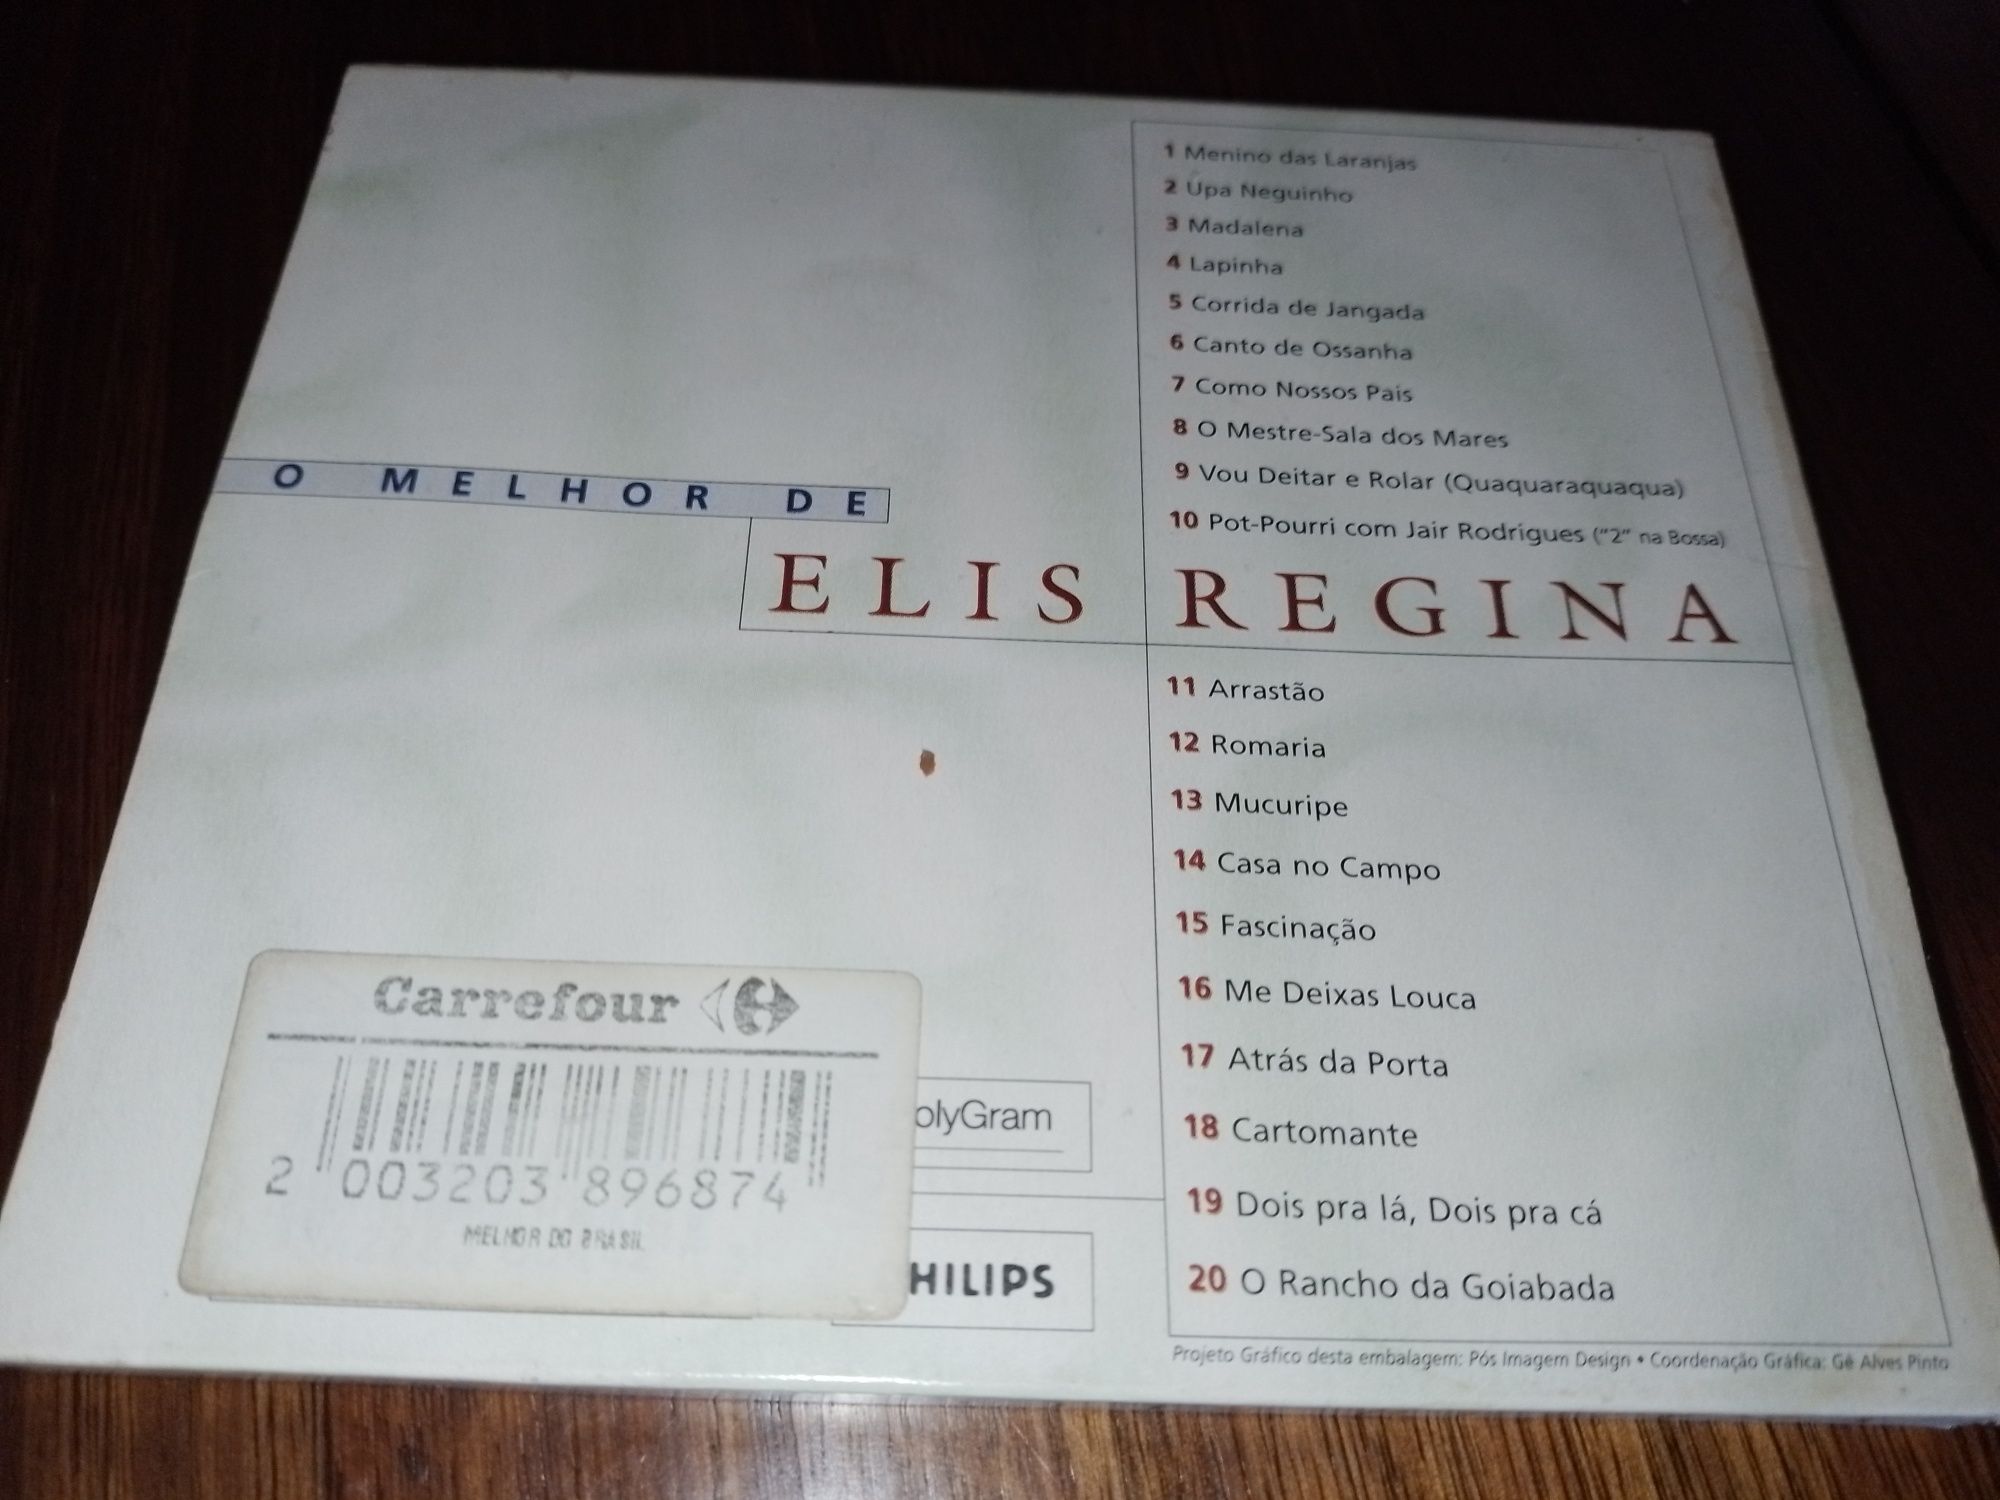 1 Menino das Laranjas
2 Upa Neguinho
3 Madalena
4 Lapinha
5 Corrida de Jangada
6 Canto de Ossanha
7 Como Nossos Pais
8 O Mestre-Sala dos Mares
9 Vou Deitar e Rolar (Quaquaraquaqua)
10 Pot-Pourri com Jair Rodrigues ("2" na Bossa)
O MELHOR DE
ELIS REGINA
11 Arrastão
12 Romaria
13 Mucuripe
14 Casa no Campo
15 Fascinação
16 Me Deixas Louca
17 Atrás da Porta
18 Cartomante
19 Dois pra lá, Dois pra cá
20 O Rancho da Goiabada
Carrefour
2 003203 896874
MELHOR DO BRASIL
olyGram
HILIPS
Projeto Gráfico desta embalagem: Pós Imagem Design • Coordenação Gráfica: Gê Alves Pinto